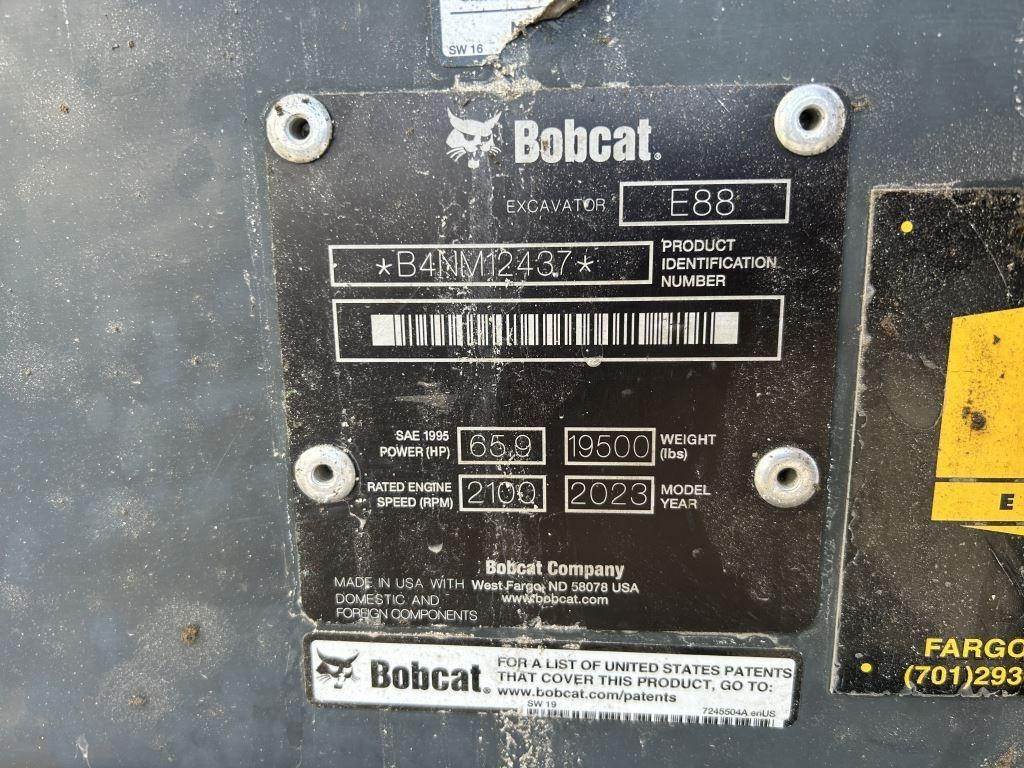 SW 16
Bobcat.
EXCAVATOR E88
*B4NM12437* PRODUCT IDENTIFICATION NUMBER
SAE 1995 POWER (HP) 65.9 19500 WEIGHT (lbs)
RATED ENGINE SPEED (RPM) 2100 2023 MODEL YEAR
Bobcat Company
West Fargo, ND 58078 USA
www.bobcat.com
MADE IN USA WITH
DOMESTIC AND
FOREIGN COMPONENTS
Bobcat.
FOR A LIST OF UNITED STATES PATENTS
THAT COVER THIS PRODUCT, GO TO:
www.bobcat.com/patents
SW 19
7245504A enUS
E
FARGO
(701)293